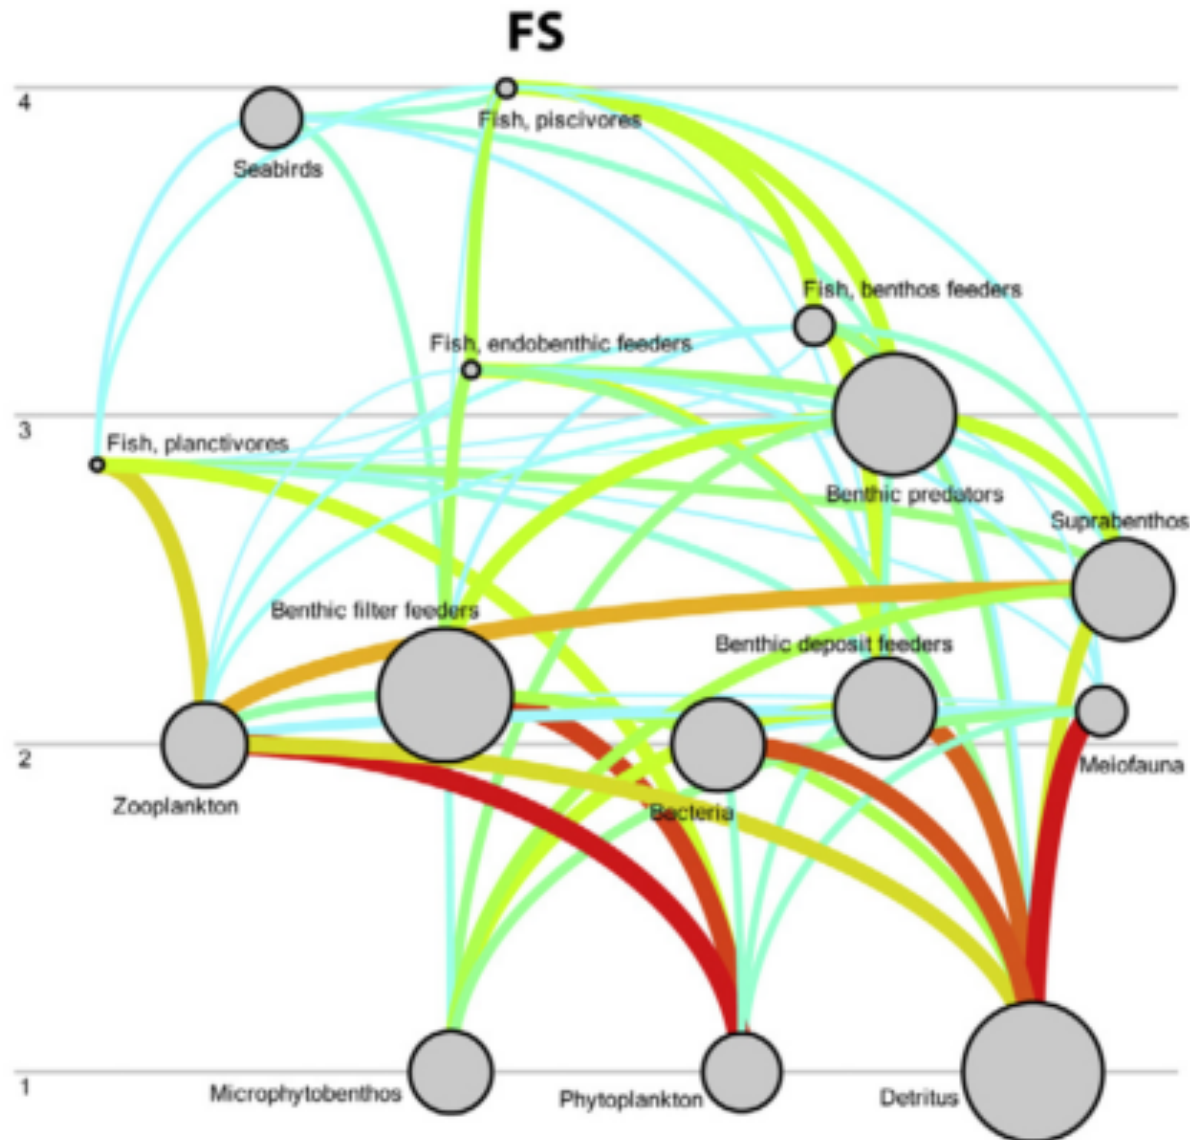 FS
4
Fish, piscivores
Seabirds
Fish, benthos feeders
Fish, endobenthic feeders
3
Fish, planctivores
Benthic predators
Suprabenthos
Benthic filter feeders
Benthic deposit feeders
2
Meiofauna
Zooplankton
Bacteria
1
Microphytobenthos
Phytoplankton
Detritus